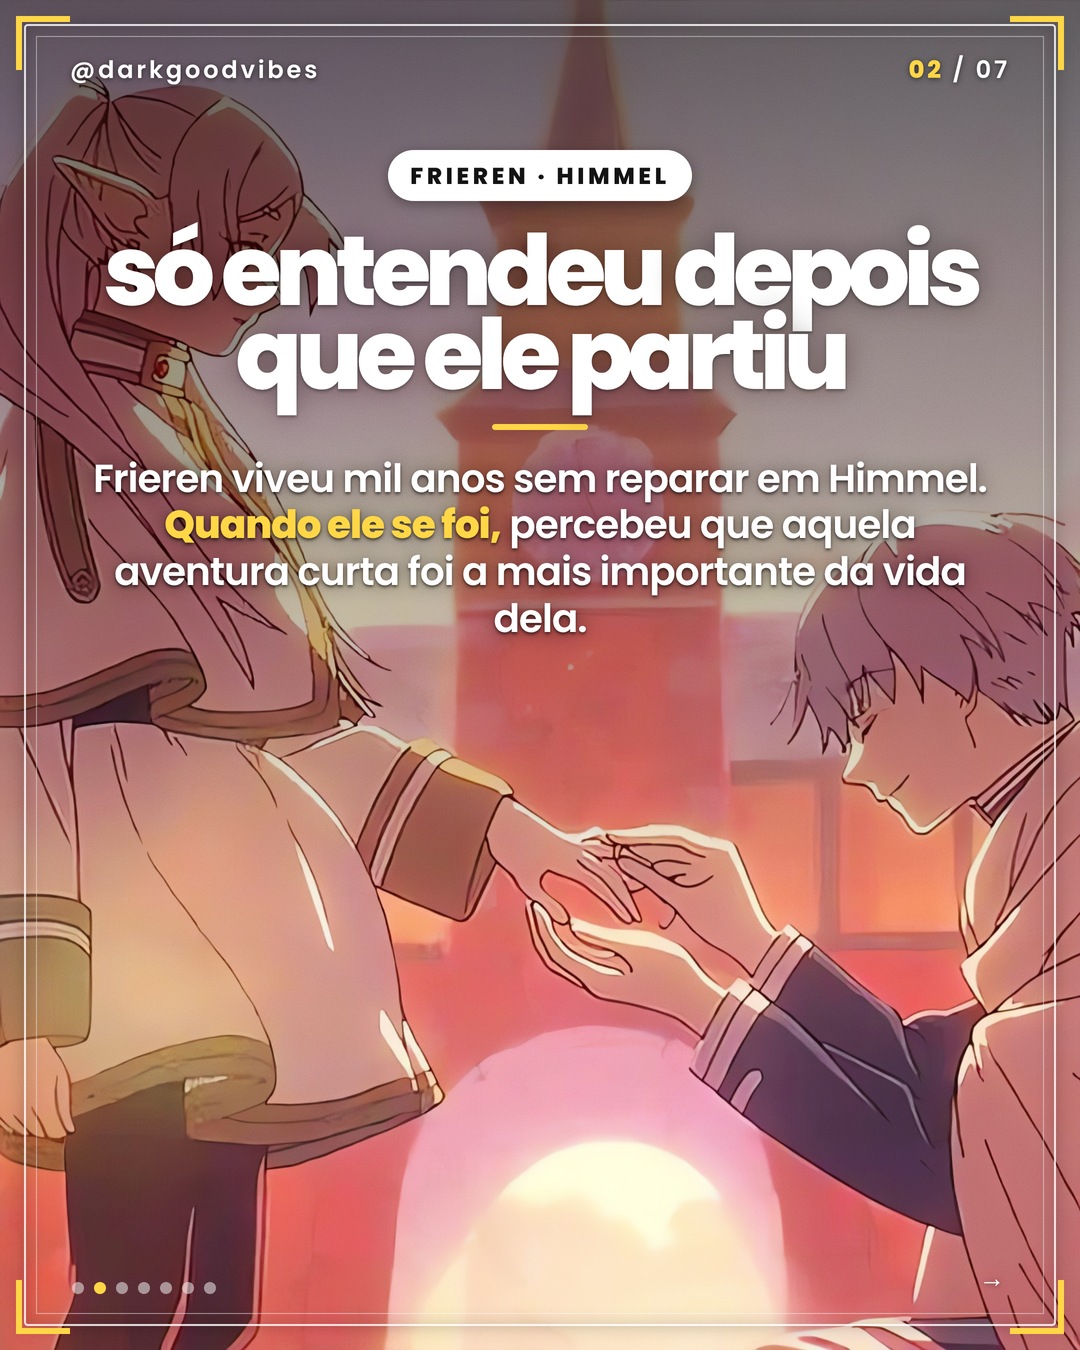 @darkgoodvibes
02 / 07
FRIEREN · HIMMEL
só entendeu depois
que ele partiu
Frieren viveu mil anos sem reparar em Himmel.
Quando ele se foi, percebeu que aquela
aventura curta foi a mais importante da vida
dela.
→